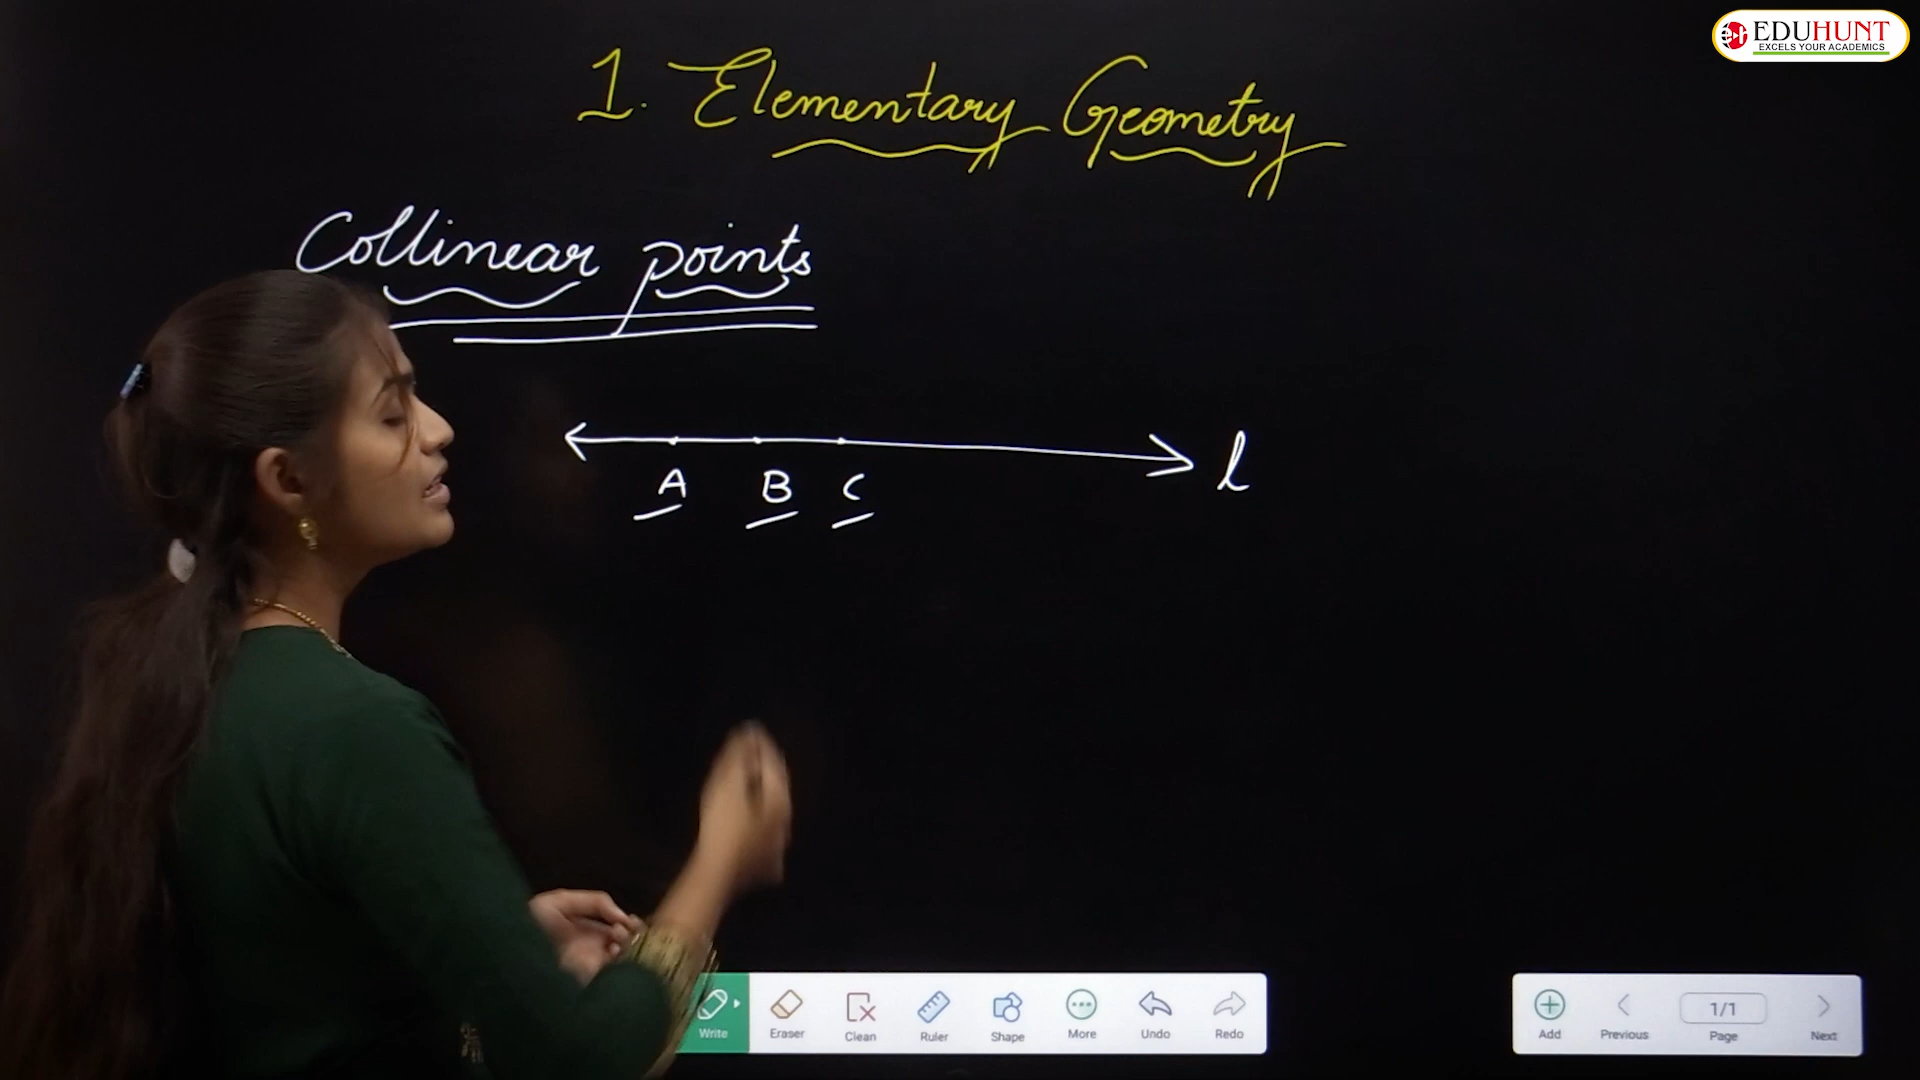 EDUHUNT
EXCELS YOUR ACADEMICS
1. Elementary Geometry
Collinear points
l
A B C
Write Eraser Clean Ruler Shape More Undo Redo
Add Previous 1/1 Page Next